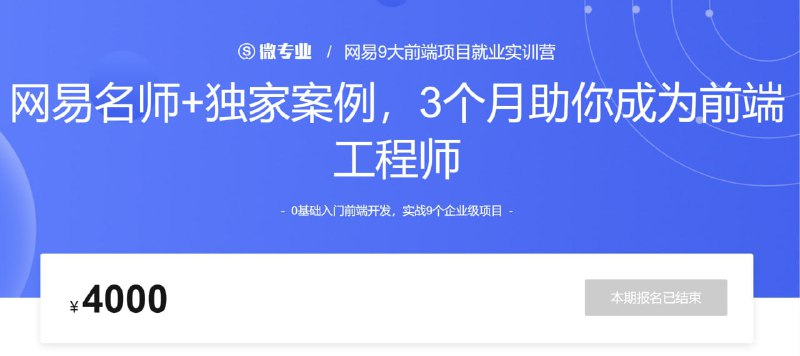 微专业 / 网易9大前端项目就业实训营
网易名师+独家案例，3个月助你成为前端
工程师
- 0基础入门前端开发，实战9个企业级项目 -
¥4000
本期报名已结束